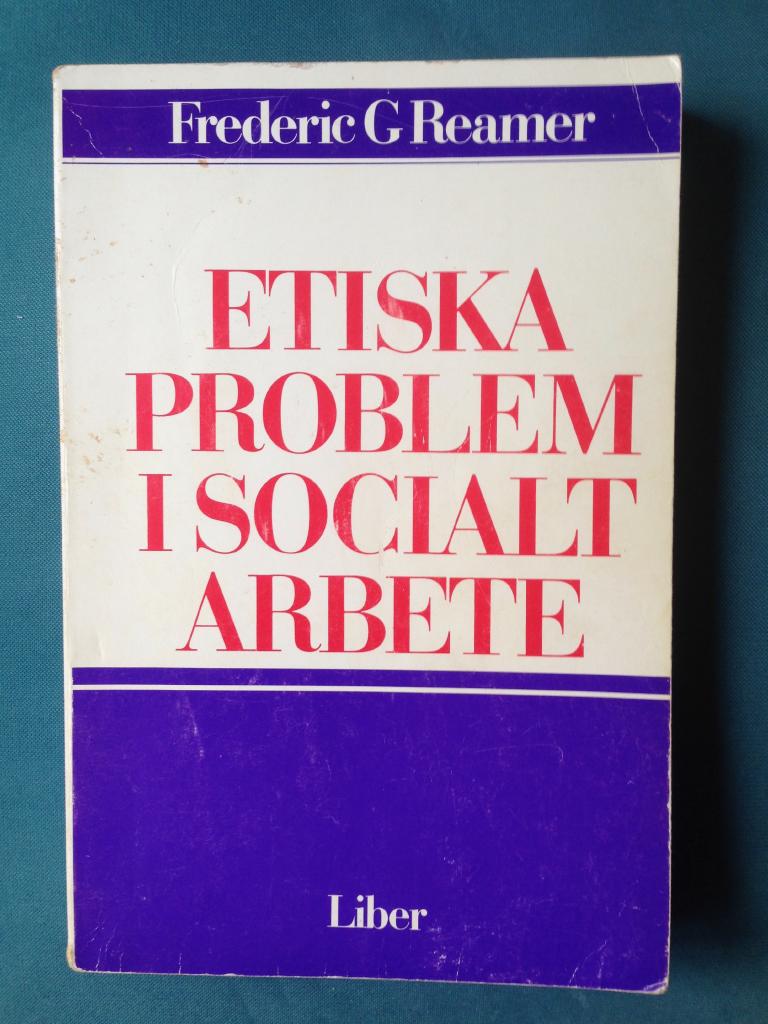 Frederic G Reamer
ETISKA
PROBLEM
I SOCIALT
ARBETE
Liber